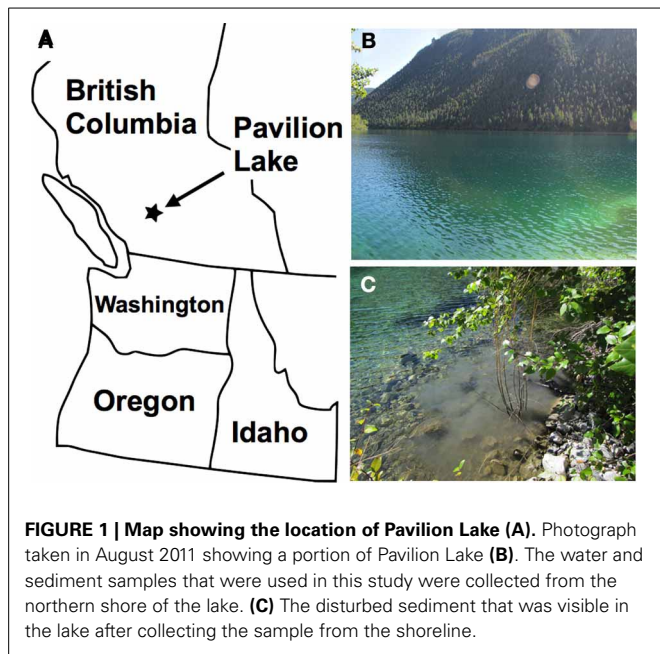 A
British
Columbia
Pavilion
Lake
Washington
Oregon
Idaho
B
C
FIGURE 1 | Map showing the location of Pavilion Lake (A). Photograph
taken in August 2011 showing a portion of Pavilion Lake (B). The water and
sediment samples that were used in this study were collected from the
northern shore of the lake. (C) The disturbed sediment that was visible in
the lake after collecting the sample from the shoreline.